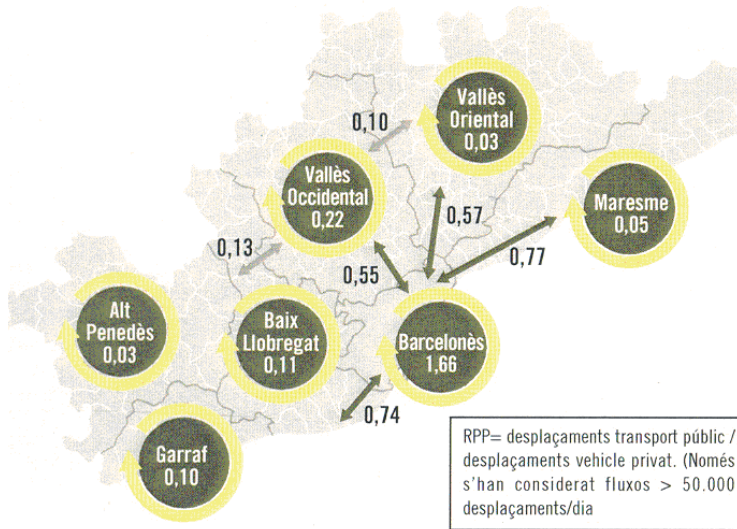 Vallès
Oriental
0,03
0,10
Vallès
Occidental
0,22
Maresme
0,05
0,57
0,77
0,13
0,55
Alt
Penedès
0,03
Baix
Llobregat
0,11
Barcelonès
1,66
0,74
Garraf
0,10
RPP= desplaçaments transport públic /
desplaçaments vehicle privat. (Només
s'han considerat fluxos > 50.000
desplaçaments/dia